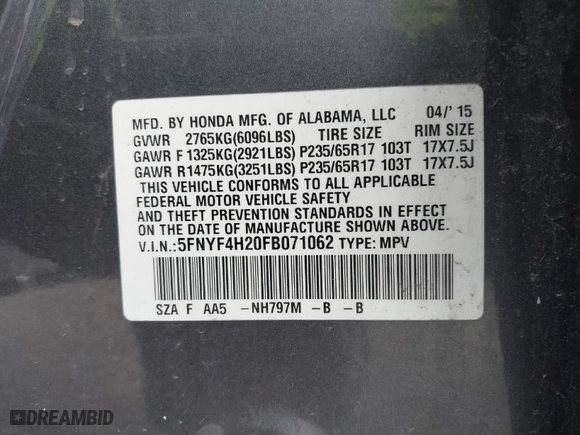 MFD. BY HONDA MFG. OF ALABAMA, LLC 04/'15
GVWR 2765KG(6096LBS) TIRE SIZE RIM SIZE
GAWR F 1325KG(2921LBS) P235/65R17 103T 17X7.5J
GAWR R1475KG(3251LBS) P235/65R17 103T 17X7.5J
THIS VEHICLE CONFORMS TO ALL APPLICABLE
FEDERAL MOTOR VEHICLE SAFETY
AND THEFT PREVENTION STANDARDS IN EFFECT
ON THE DATE OF MANUFACTURE SHOWN ABOVE.
V.I.N.:5FNYF4H20FB071062 TYPE: MPV
SZA F AA5 -NH797M -B -B
DREAMBID